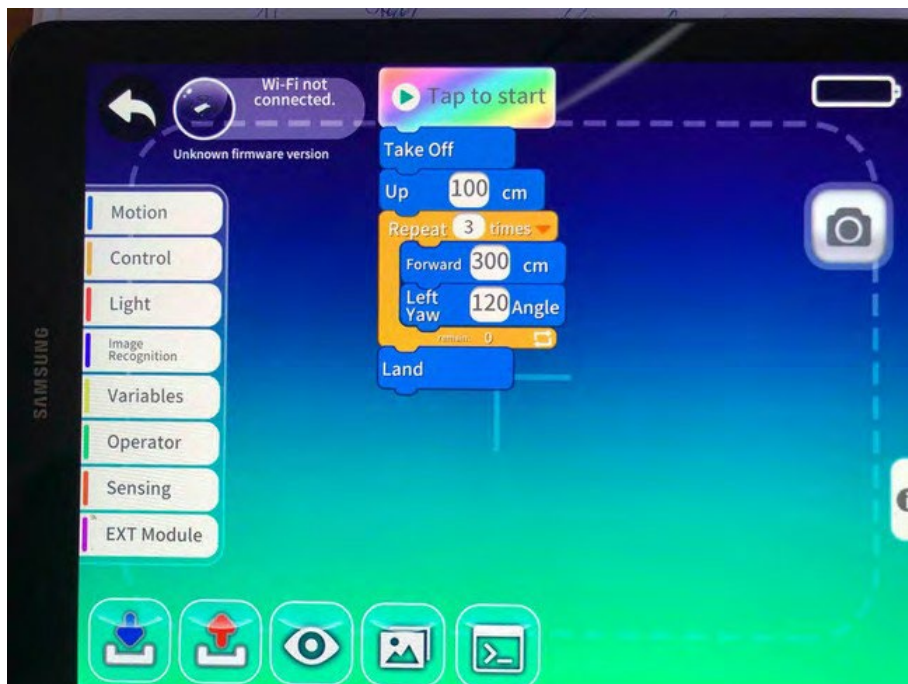 Wi-Fi not
connected.
Unknown firmware version
Tap to start
Take Off
Up 100 cm
Repeat 3 times
Forward 300 cm
Left
Yaw 120 Angle
remain 0
Land
Motion
Control
Light
Image
Recognition
Variables
Operator
Sensing
EXT Module
SAMSUNG